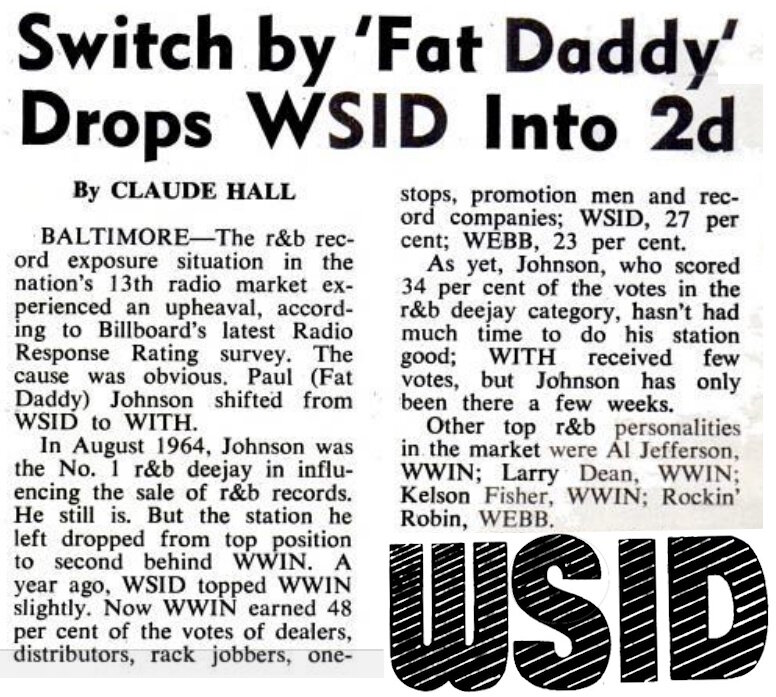 Switch by 'Fat Daddy'
Drops WSID Into 2d
By CLAUDE HALL
BALTIMORE—The r&b rec-
ord exposure situation in the
nation's 13th radio market ex-
perienced an upheaval, accord-
ing to Billboard's latest Radio
Response Rating survey. The
cause was obvious. Paul (Fat
Daddy) Johnson shifted from
WSID to WITH.
In August 1964, Johnson was
the No. 1 r&b deejay in influ-
encing the sale of r&b records.
He still is. But the station he
left dropped from top position
to second behind WWIN. A
year ago, WSID topped WWIN
slightly. Now WWIN earned 48
per cent of the votes of dealers,
distributors, rack jobbers, one-
stops, promotion men and rec-
ord companies; WSID, 27 per
cent; WEBB, 23 per cent.
As yet, Johnson, who scored
34 per cent of the votes in the
r&b deejay category, hasn't had
much time to do his station
good; WITH received few
votes, but Johnson has only
been there a few weeks.
Other top r&b personalities
in the market were Al Jefferson,
WWIN; Larry Dean, WWIN;
Kelson Fisher, WWIN; Rockin'
Robin, WEBB.
WSID